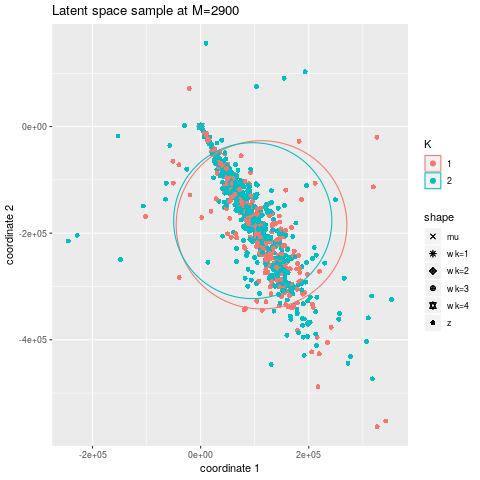 Latent space sample at M=2900
0e+00
-2e+05
-4e+05
-2e+05 0e+00 2e+05
coordinate 1
coordinate 2
K
1
2
shape
mu
w k=1
w k=2
w k=3
w k=4
z